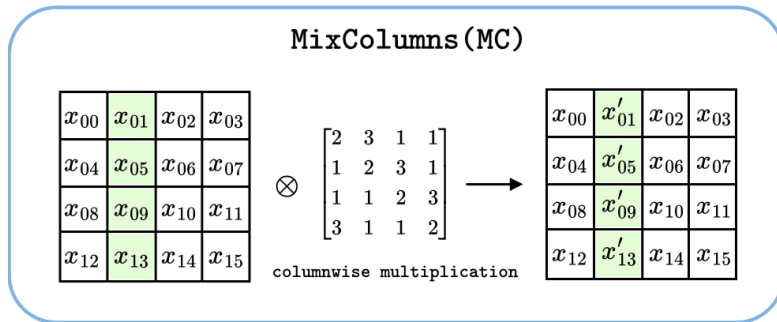 MixColumns(MC)
x₀₀ x₀₁ x₀₂ x₀₃
x₀₄ x₀₅ x₀₆ x₀₇
x₀₈ x₀₉ x₁₀ x₁₁
x₁₂ x₁₃ x₁₄ x₁₅
⊗
2 3 1 1
1 2 3 1
1 1 2 3
3 1 1 2
columnwise multiplication
x₀₀ x′₀₁ x₀₂ x₀₃
x₀₄ x′₀₅ x₀₆ x₀₇
x₀₈ x′₀₉ x₁₀ x₁₁
x₁₂ x′₁₃ x₁₄ x₁₅